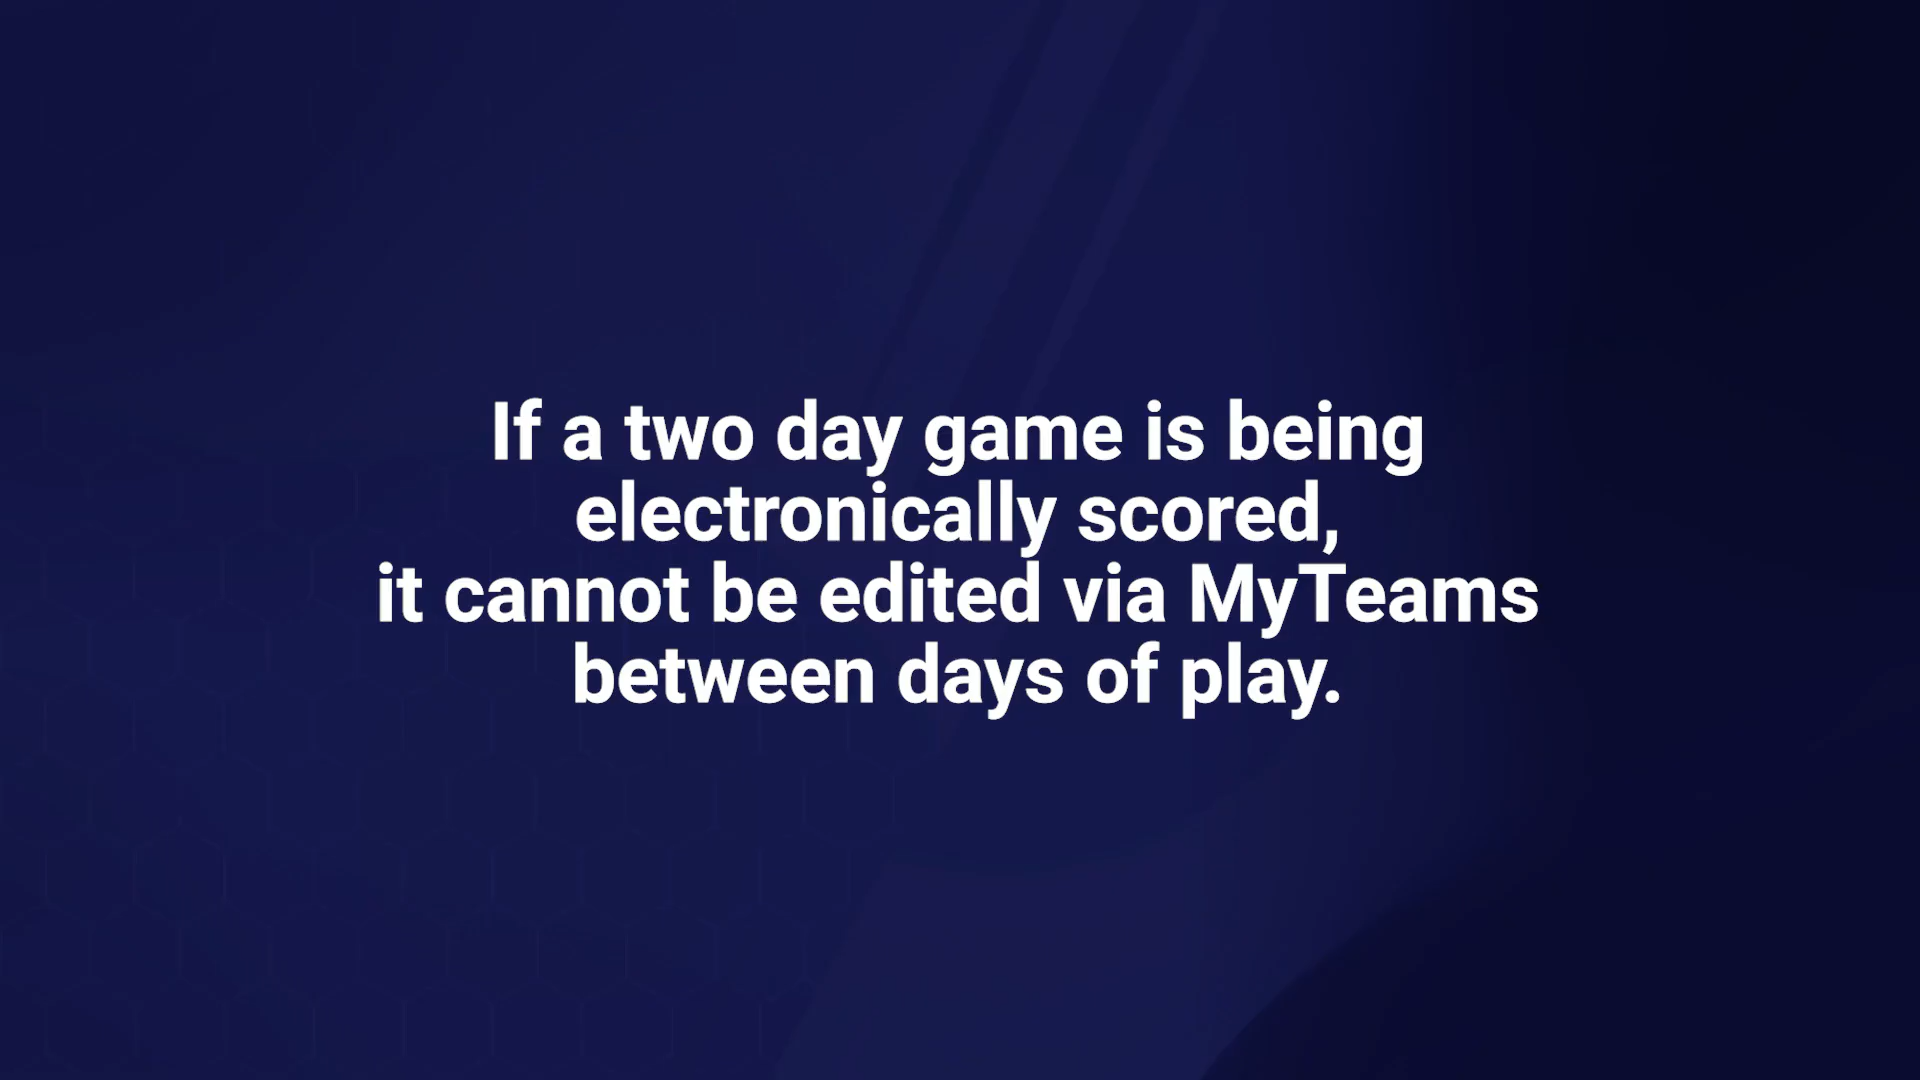 If a two day game is being
electronically scored,
it cannot be edited via MyTeams
between days of play.